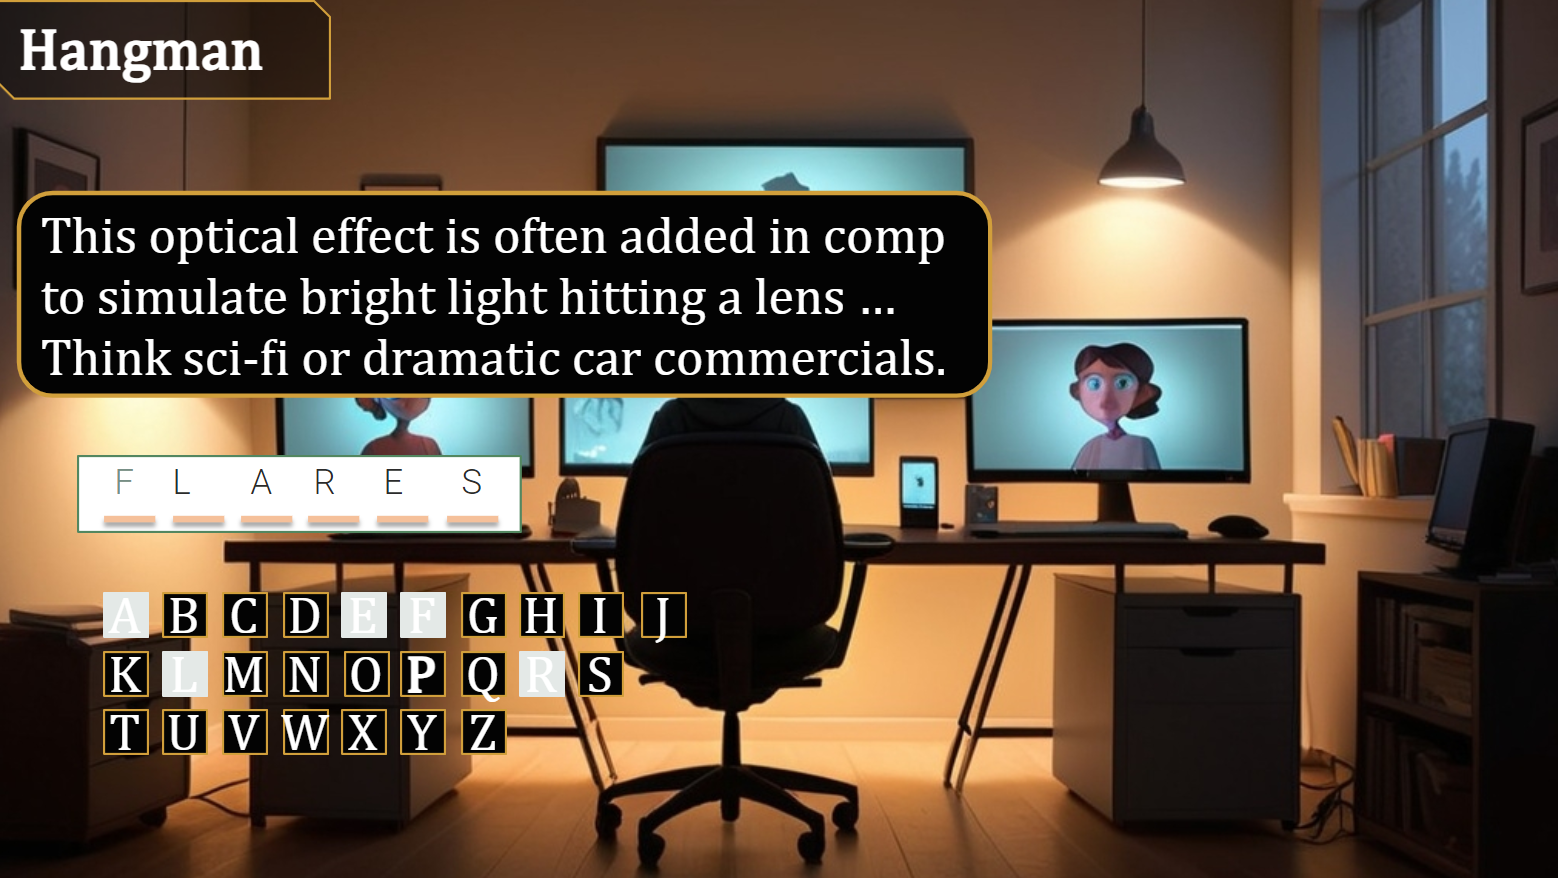 Hangman
This optical effect is often added in comp
to simulate bright light hitting a lens ...
Think sci-fi or dramatic car commercials.
F L A R E S
A B C D E F G H I J
K L M N O P Q R S
T U V W X Y Z